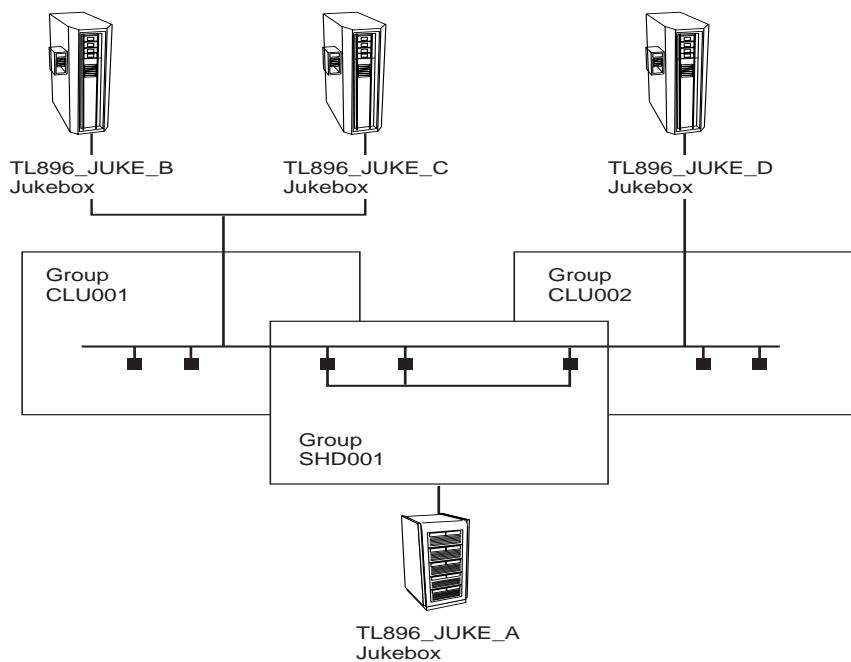 TL896_JUKE_B
Jukebox
TL896_JUKE_C
Jukebox
TL896_JUKE_D
Jukebox
Group
CLU001
Group
CLU002
Group
SHD001
TL896_JUKE_A
Jukebox